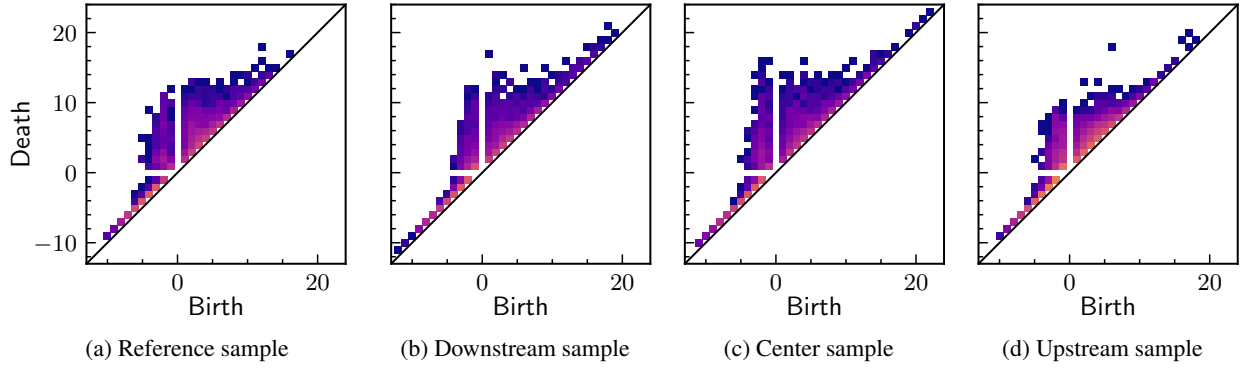 20
10
0
−10
Death
0 20 0 20 0 20 0 20
Birth Birth Birth Birth
(a) Reference sample (b) Downstream sample (c) Center sample (d) Upstream sample